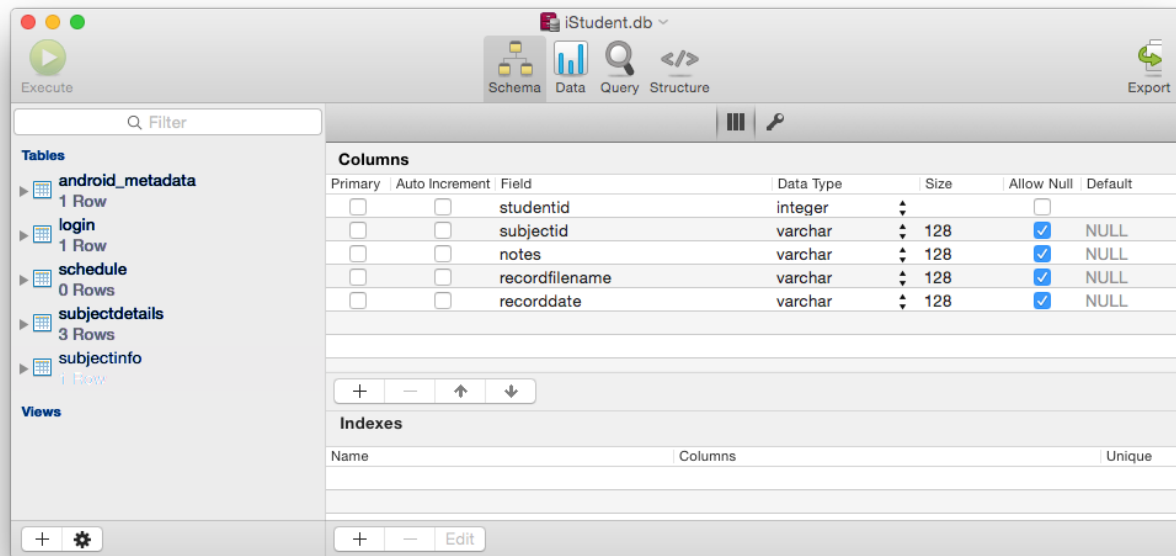 iStudent.db
Execute
Schema Data Query Structure
Export
Filter
Tables
android_metadata
1 Row
login
1 Row
schedule
0 Rows
subjectdetails
3 Rows
subjectinfo
1 Row
Views
Columns
Primary Auto Increment Field Data Type Size Allow Null Default
studentid integer
subjectid varchar 128 NULL
notes varchar 128 NULL
recordfilename varchar 128 NULL
recorddate varchar 128 NULL
Indexes
Name Columns Unique
Edit